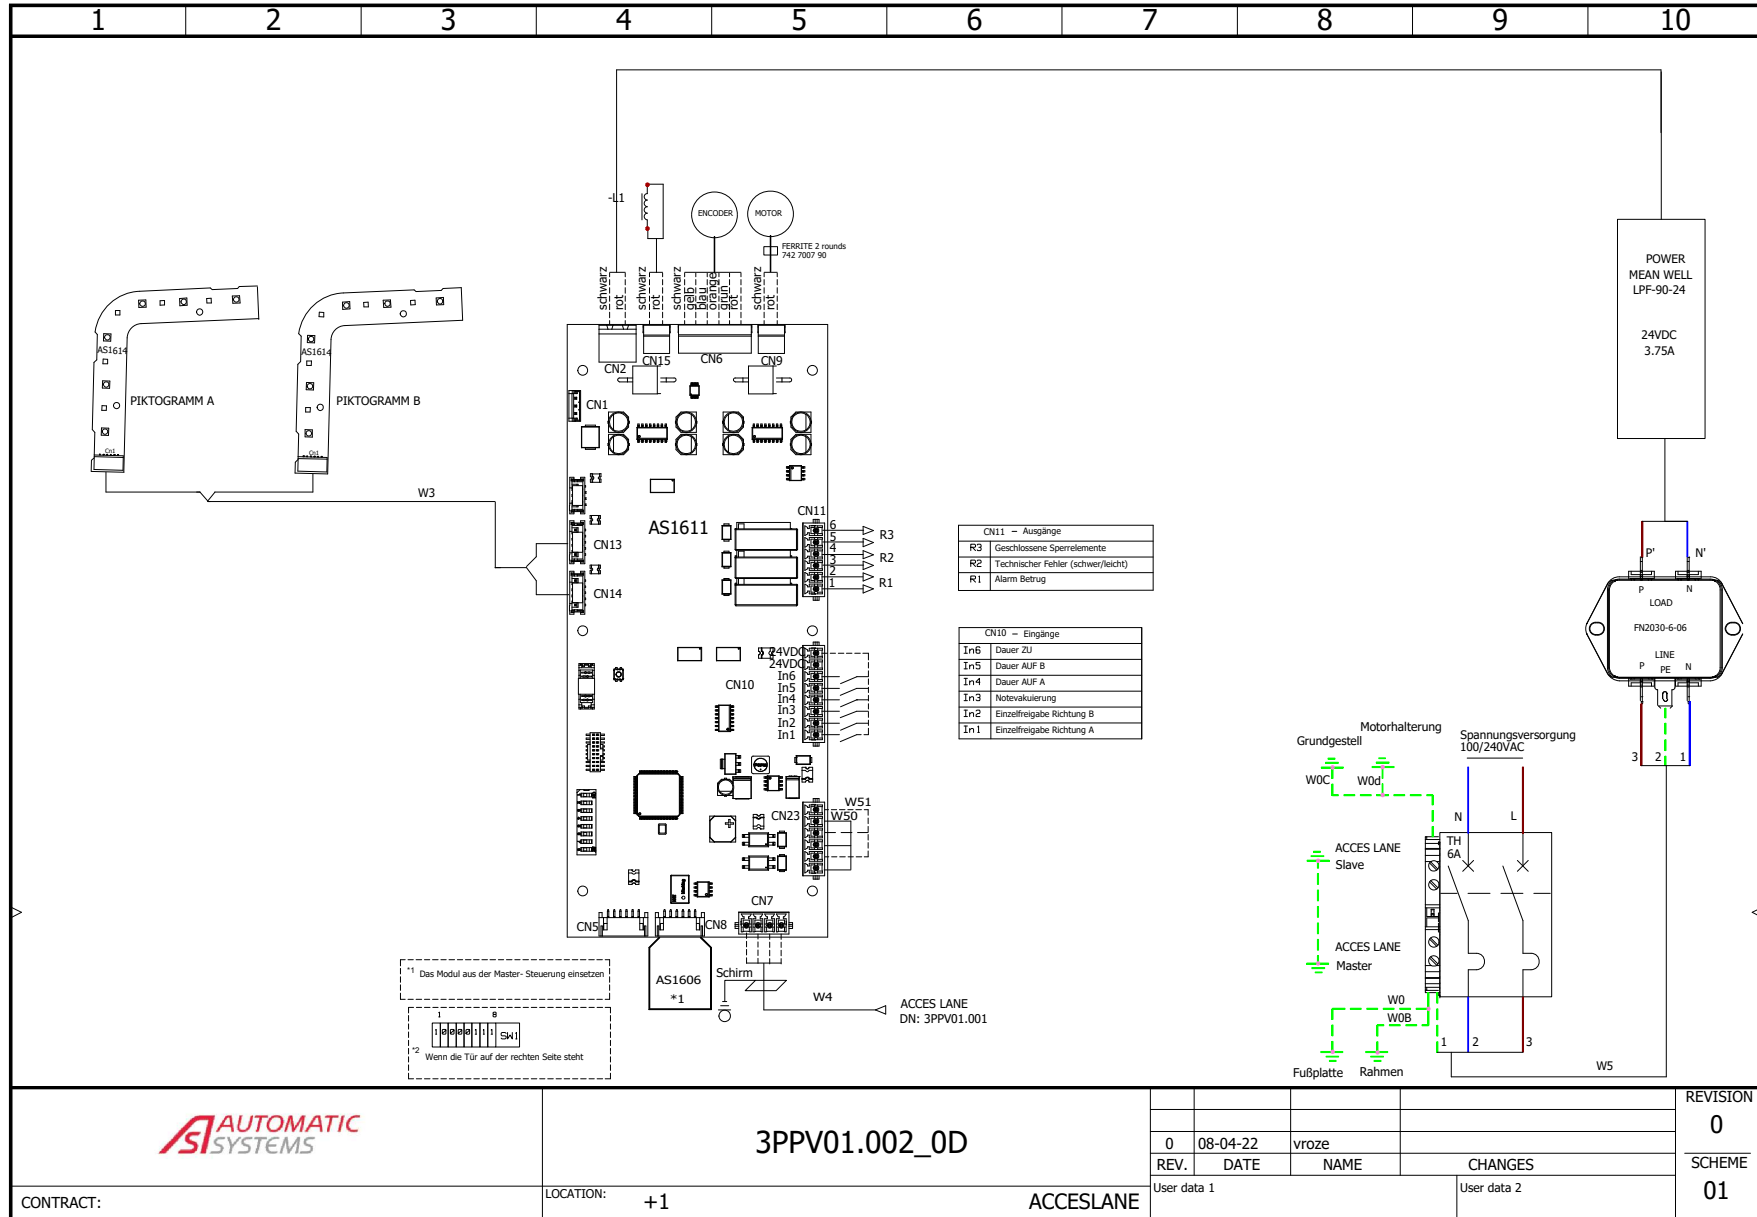 1 2 3 4 5 6 7 8 9 10
-L1
ENCODER
MOTOR
FERRITE 2 rounds
742 7007 90
schwarz
rot
schwarz
rot
schwarz
gelb
blau
orange
grün
rot
schwarz
rot
POWER
MEAN WELL
LPF-90-24
24VDC
3.75A
AS1614
PIKTOGRAMM A
Cn1
AS1614
PIKTOGRAMM B
Cn1
W3
CN2
CN15
CN6
CN9
CN1
AS1611
CN13
CN14
CN11
6
5
4
3
2
1
R3
R2
R1
CN11 – Ausgänge
R3 Geschlossene Sperrelemente
R2 Technischer Fehler (schwer/leicht)
R1 Alarm Betrug
CN10 – Eingänge
In6 Dauer ZU
In5 Dauer AUF B
In4 Dauer AUF A
In3 Notevakuierung
In2 Einzelfreigabe Richtung B
In1 Einzelfreigabe Richtung A
24VDC
24VDC
In6
In5
In4
In3
In2
In1
CN10
CN23
W51
W50
CN7
CN5
CN8
AS1606
*1
Schirm
W4
ACCES LANE
DN: 3PPV01.001
*1 Das Modul aus der Master- Steuerung einsetzen
1 8
1 0 0 0 0 1 1 1 SW1
*2 Wenn die Tür auf der rechten Seite steht
P' N'
P N
LOAD
FN2030-6-06
LINE
P PE N
3 2 1
Motorhalterung
Grundgestell
W0C
W0d
Spannungsversorgung
100/240VAC
N L
TH
6A
ACCES LANE
Slave
ACCES LANE
Master
W0
W0B
1 2 3
Fußplatte
Rahmen
W5
AUTOMATIC
SYSTEMS
3PPV01.002_0D
0 08-04-22 vroze
REV. DATE NAME CHANGES
REVISION
0
SCHEME
01
CONTRACT:
LOCATION: +1 ACCESLANE
User data 1
User data 2